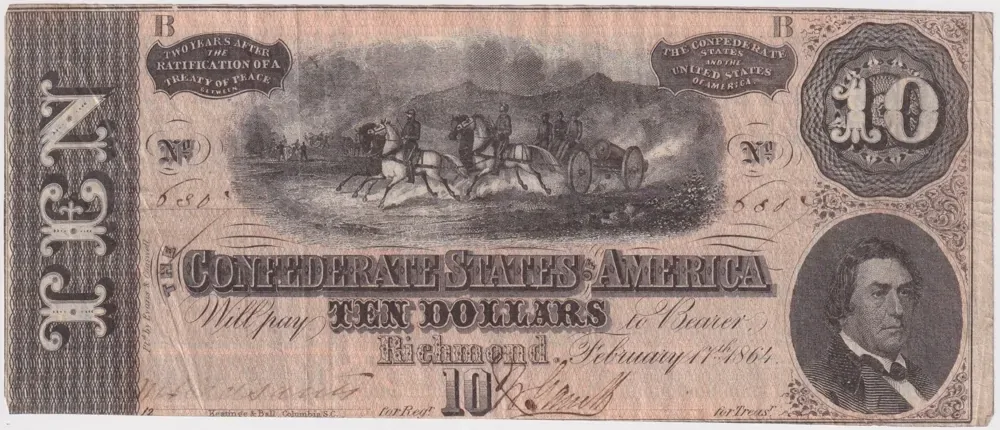 B B
TWO YEARS AFTER
THE
RATIFICATION OF A
TREATY OF PEACE
BETWEEN
THE CONFEDERATE
STATES
AND THE
UNITED STATES
OF AMERICA.
10
TEN
No No
THE
CONFEDERATE STATES OF AMERICA
Will pay TEN DOLLARS to Bearer.
Richmond, February 17th 1864.
10
for Regr. for Treasr.
Keatinge & Ball, Columbia S.C.